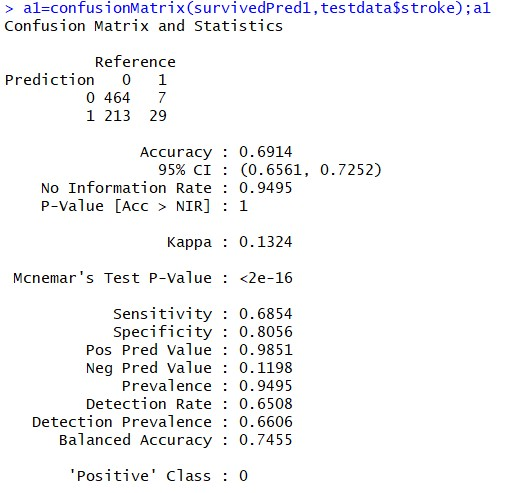 > a1=confusionMatrix(survivedPred1,testdata$stroke);a1
Confusion Matrix and Statistics
Reference
Prediction 0 1
0 464 7
1 213 29
Accuracy : 0.6914
95% CI : (0.6561, 0.7252)
No Information Rate : 0.9495
P-Value [Acc > NIR] : 1
Kappa : 0.1324
Mcnemar's Test P-Value : <2e-16
Sensitivity : 0.6854
Specificity : 0.8056
Pos Pred Value : 0.9851
Neg Pred Value : 0.1198
Prevalence : 0.9495
Detection Rate : 0.6508
Detection Prevalence : 0.6606
Balanced Accuracy : 0.7455
'Positive' Class : 0